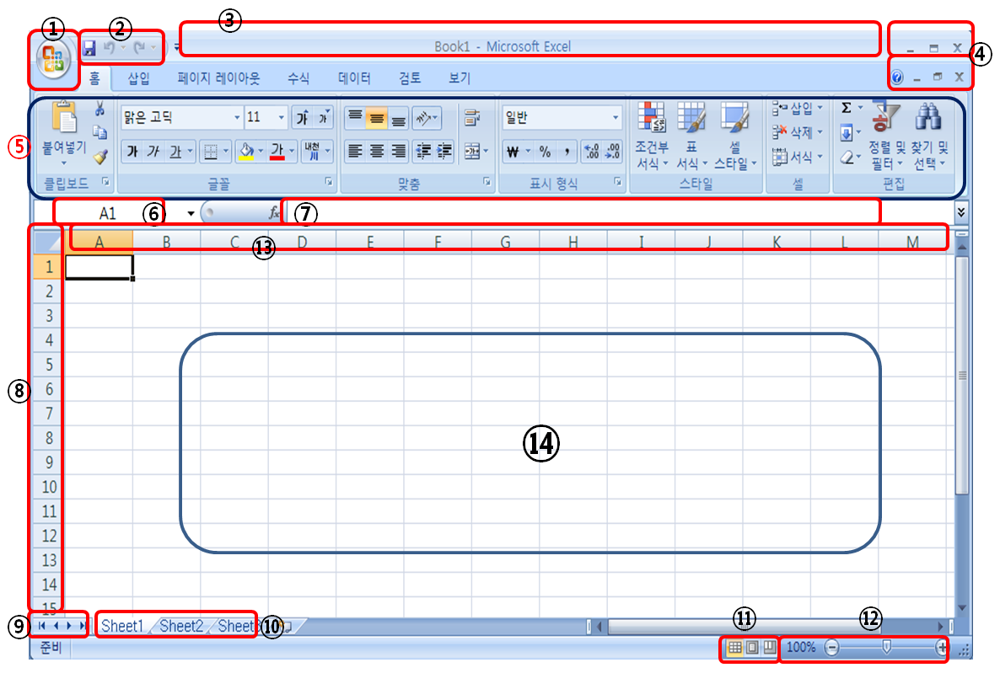 ① ② ③
Book1 - Microsoft Excel
④
홈 삽입 페이지 레이아웃 수식 데이터 검토 보기
⑤
붙여넣기
클립보드
맑은 고딕 11 가 가
가 가 가 가 내천 川
글꼴
맞춤
일반
₩ % , .0 .00 .00 .0
표시 형식
조건부 서식 표 서식 셀 스타일
스타일
삽입
삭제
서식
셀
Σ
정렬 및 필터 찾기 및 선택
편집
A1 ⑥ fx ⑦
A B C D E F G H I J K L M
⑬
1
2
3
4
5
6
7
8
9
10
11
12
13
14
15
⑧
⑭
⑨ Sheet1 Sheet2 Sheet ⑩
⑪ ⑫
준비 100%